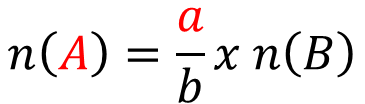 n(A) = a/b x n(B)